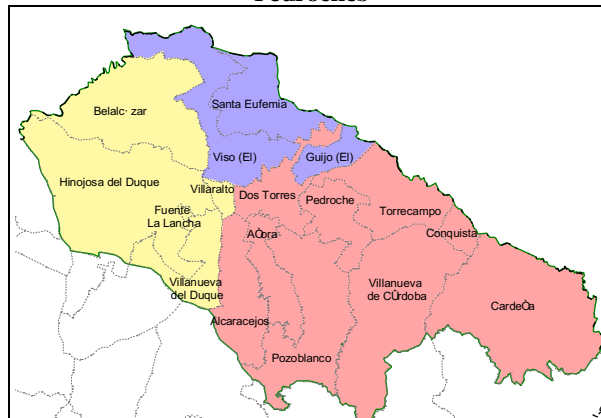 Santa Eufemia
Belalc· zar
Viso (El)
Guijo (El)
Hinojosa del Duque
Villaralto
Dos Torres
Pedroche
Fuente
La Lancha
Torrecampo
AÒora
Conquista
Villanueva
del Duque
Villanueva
de CÛrdoba
CardeÒa
Alcaracejos
Pozoblanco